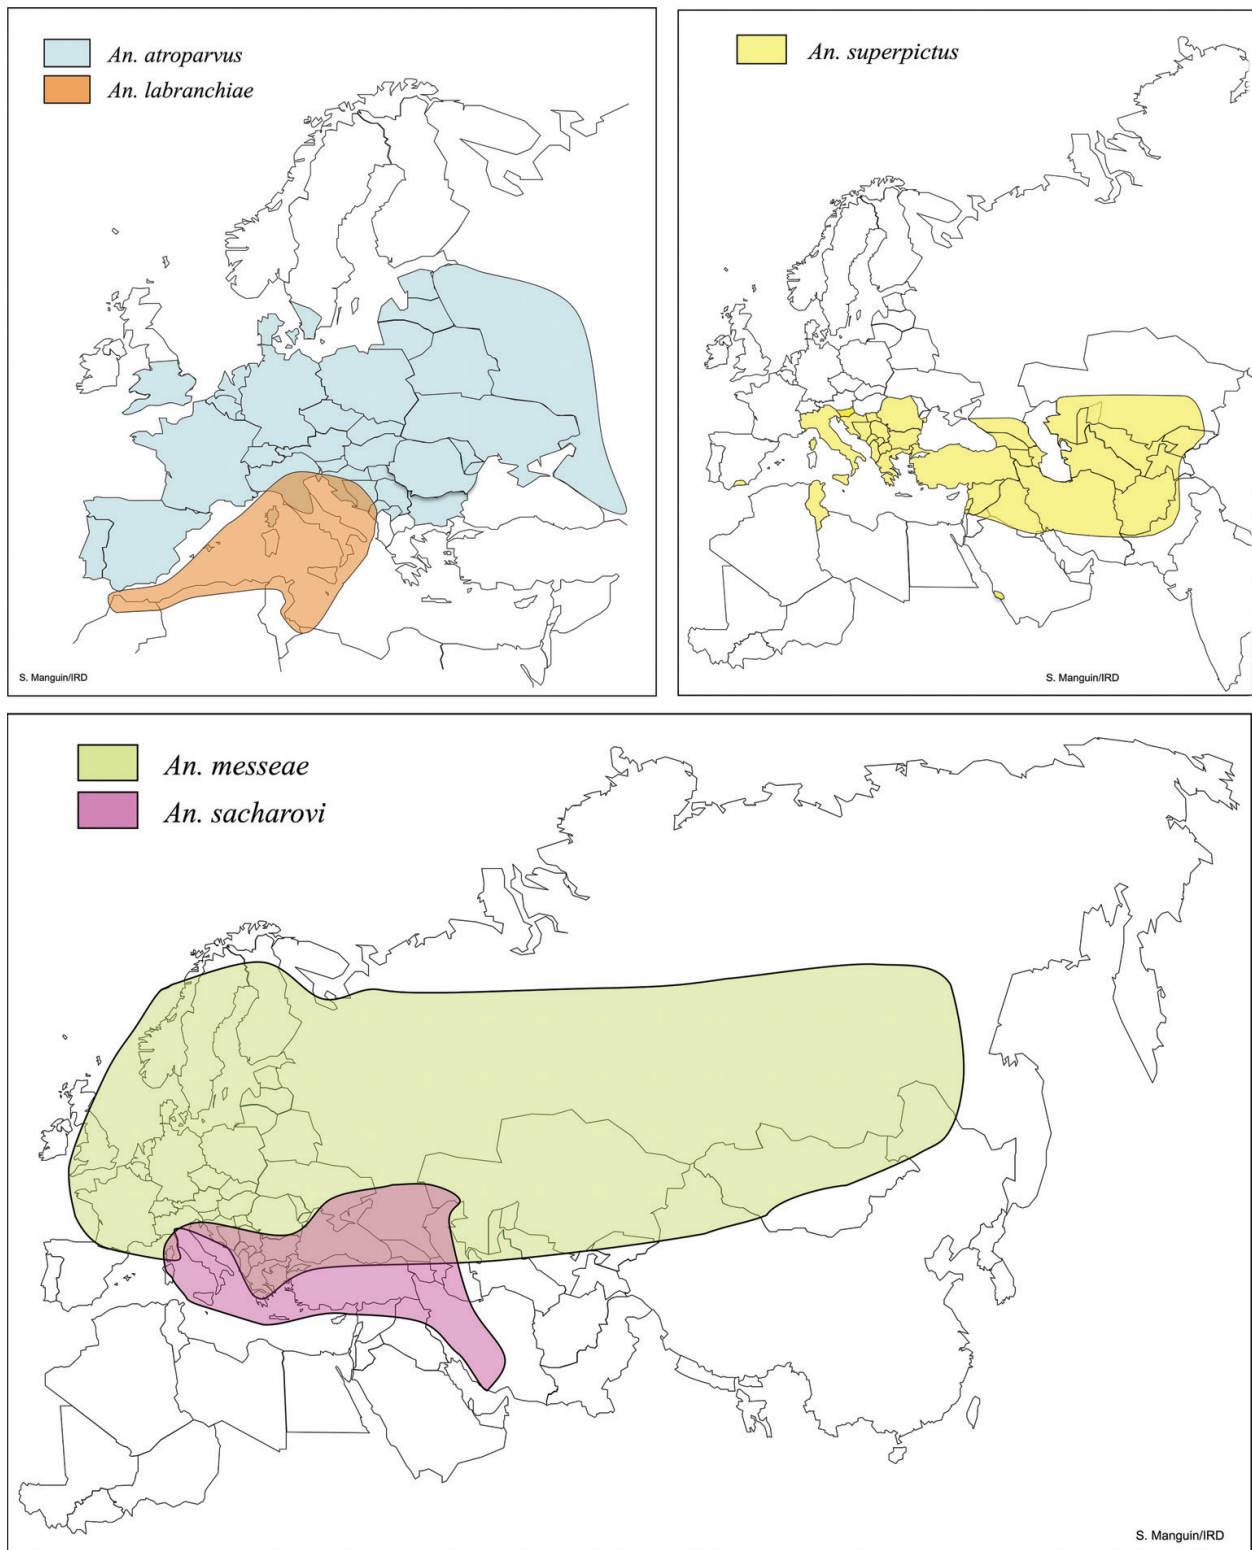 An. atroparvus
An. labranchiae
S. Manguin/IRD
An. superpictus
S. Manguin/IRD
An. messeae
An. sacharovi
S. Manguin/IRD